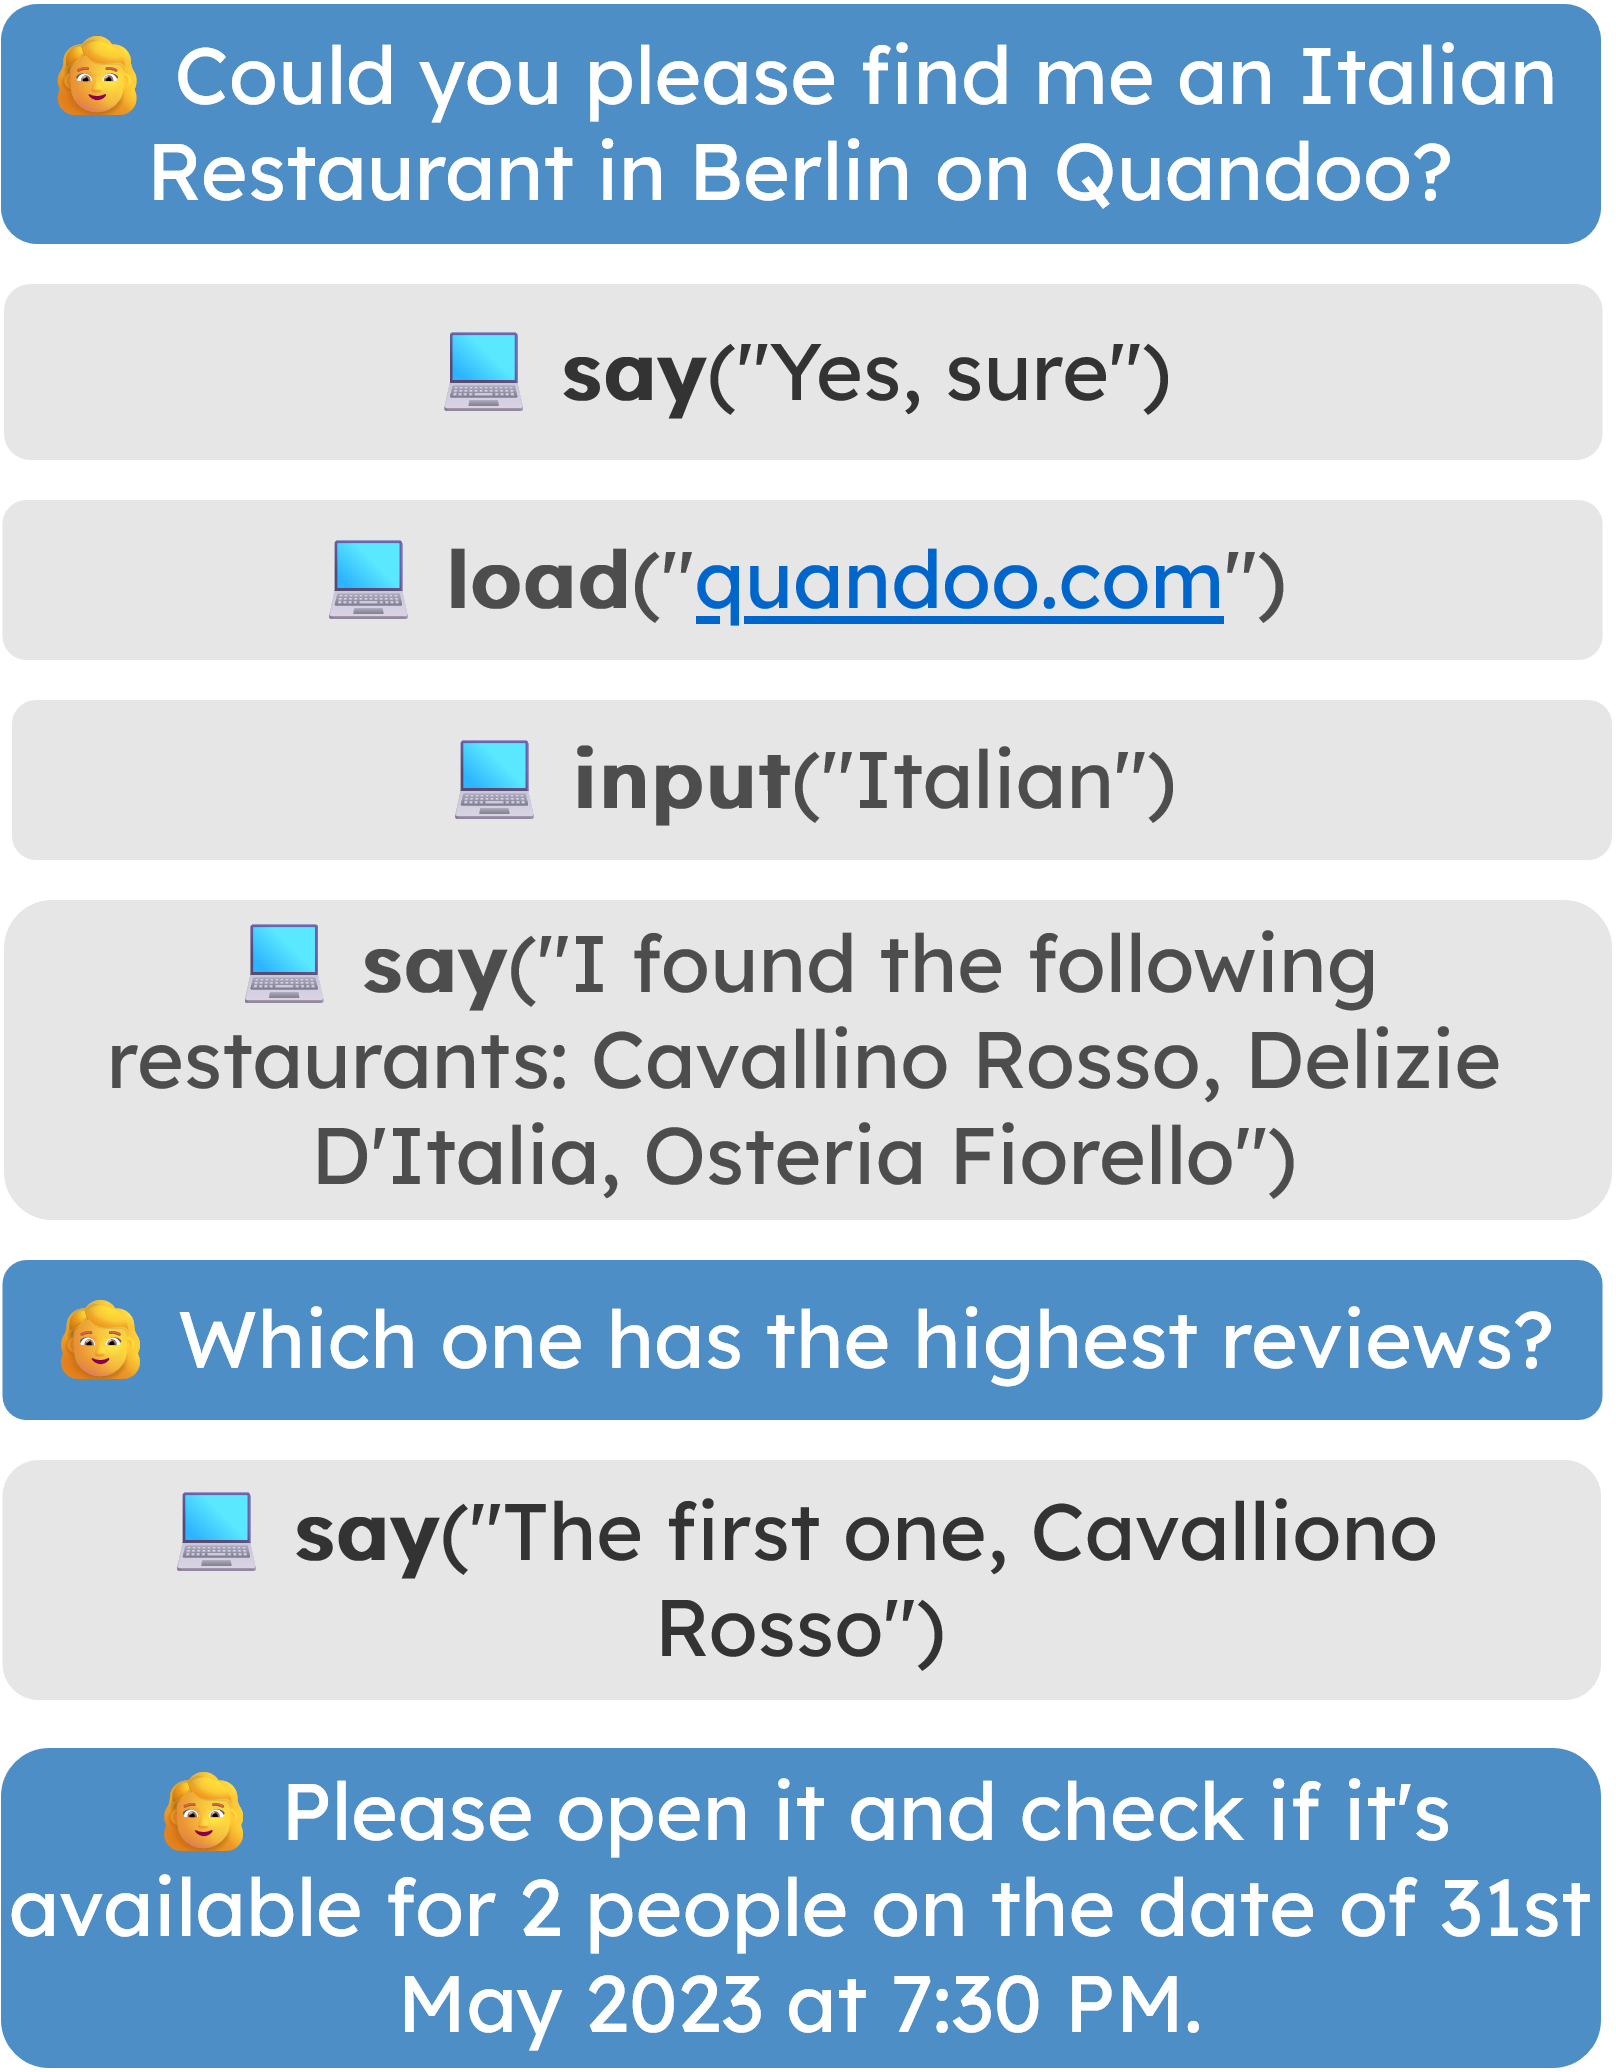 Could you please find me an Italian
Restaurant in Berlin on Quandoo?
say("Yes, sure")
load("quandoo.com")
input("Italian")
say("I found the following
restaurants: Cavallino Rosso, Delizie
D'Italia, Osteria Fiorello")
Which one has the highest reviews?
say("The first one, Cavalliono
Rosso")
Please open it and check if it's
available for 2 people on the date of 31st
May 2023 at 7:30 PM.